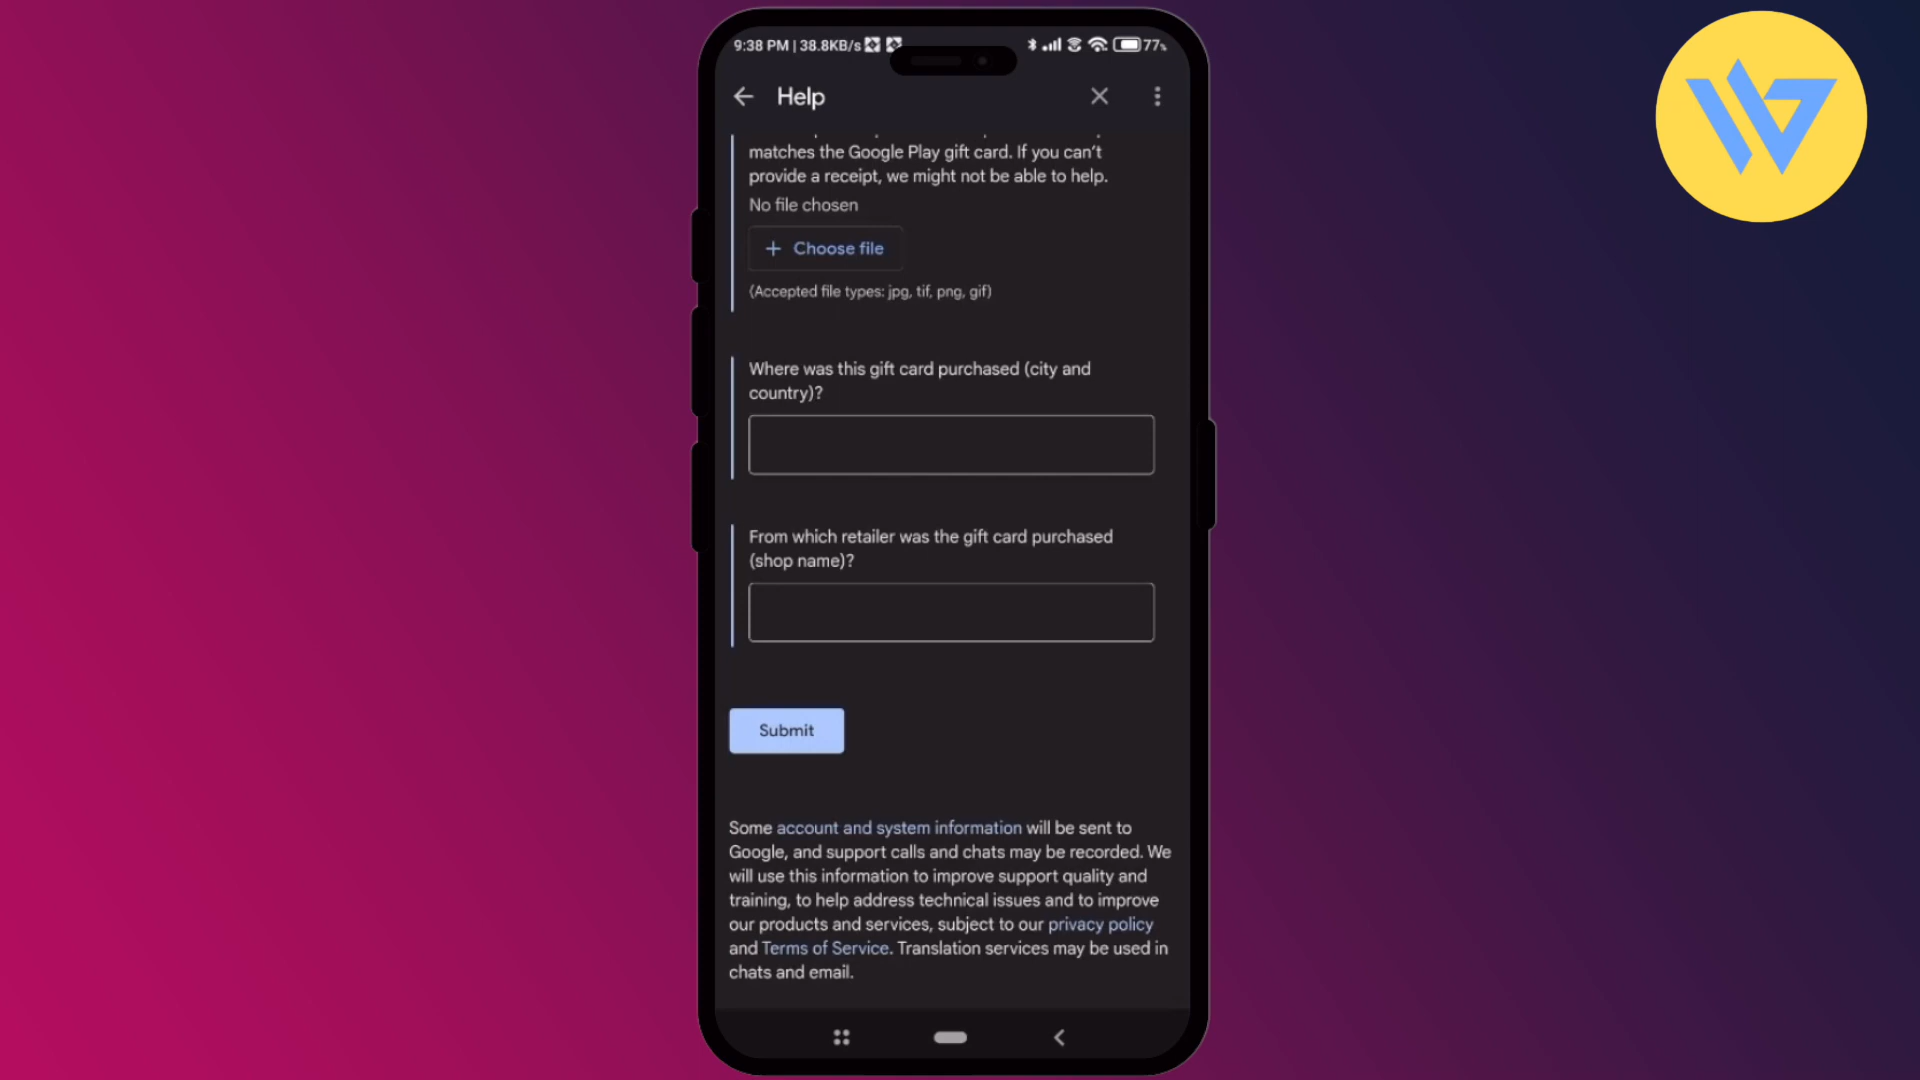 9:38 PM | 38.8KB/s
77%
Help
matches the Google Play gift card. If you can't
provide a receipt, we might not be able to help.
No file chosen
+ Choose file
(Accepted file types: jpg, tif, png, gif)
Where was this gift card purchased (city and
country)?
From which retailer was the gift card purchased
(shop name)?
Submit
Some account and system information will be sent to
Google, and support calls and chats may be recorded. We
will use this information to improve support quality and
training, to help address technical issues and to improve
our products and services, subject to our privacy policy
and Terms of Service. Translation services may be used in
chats and email.